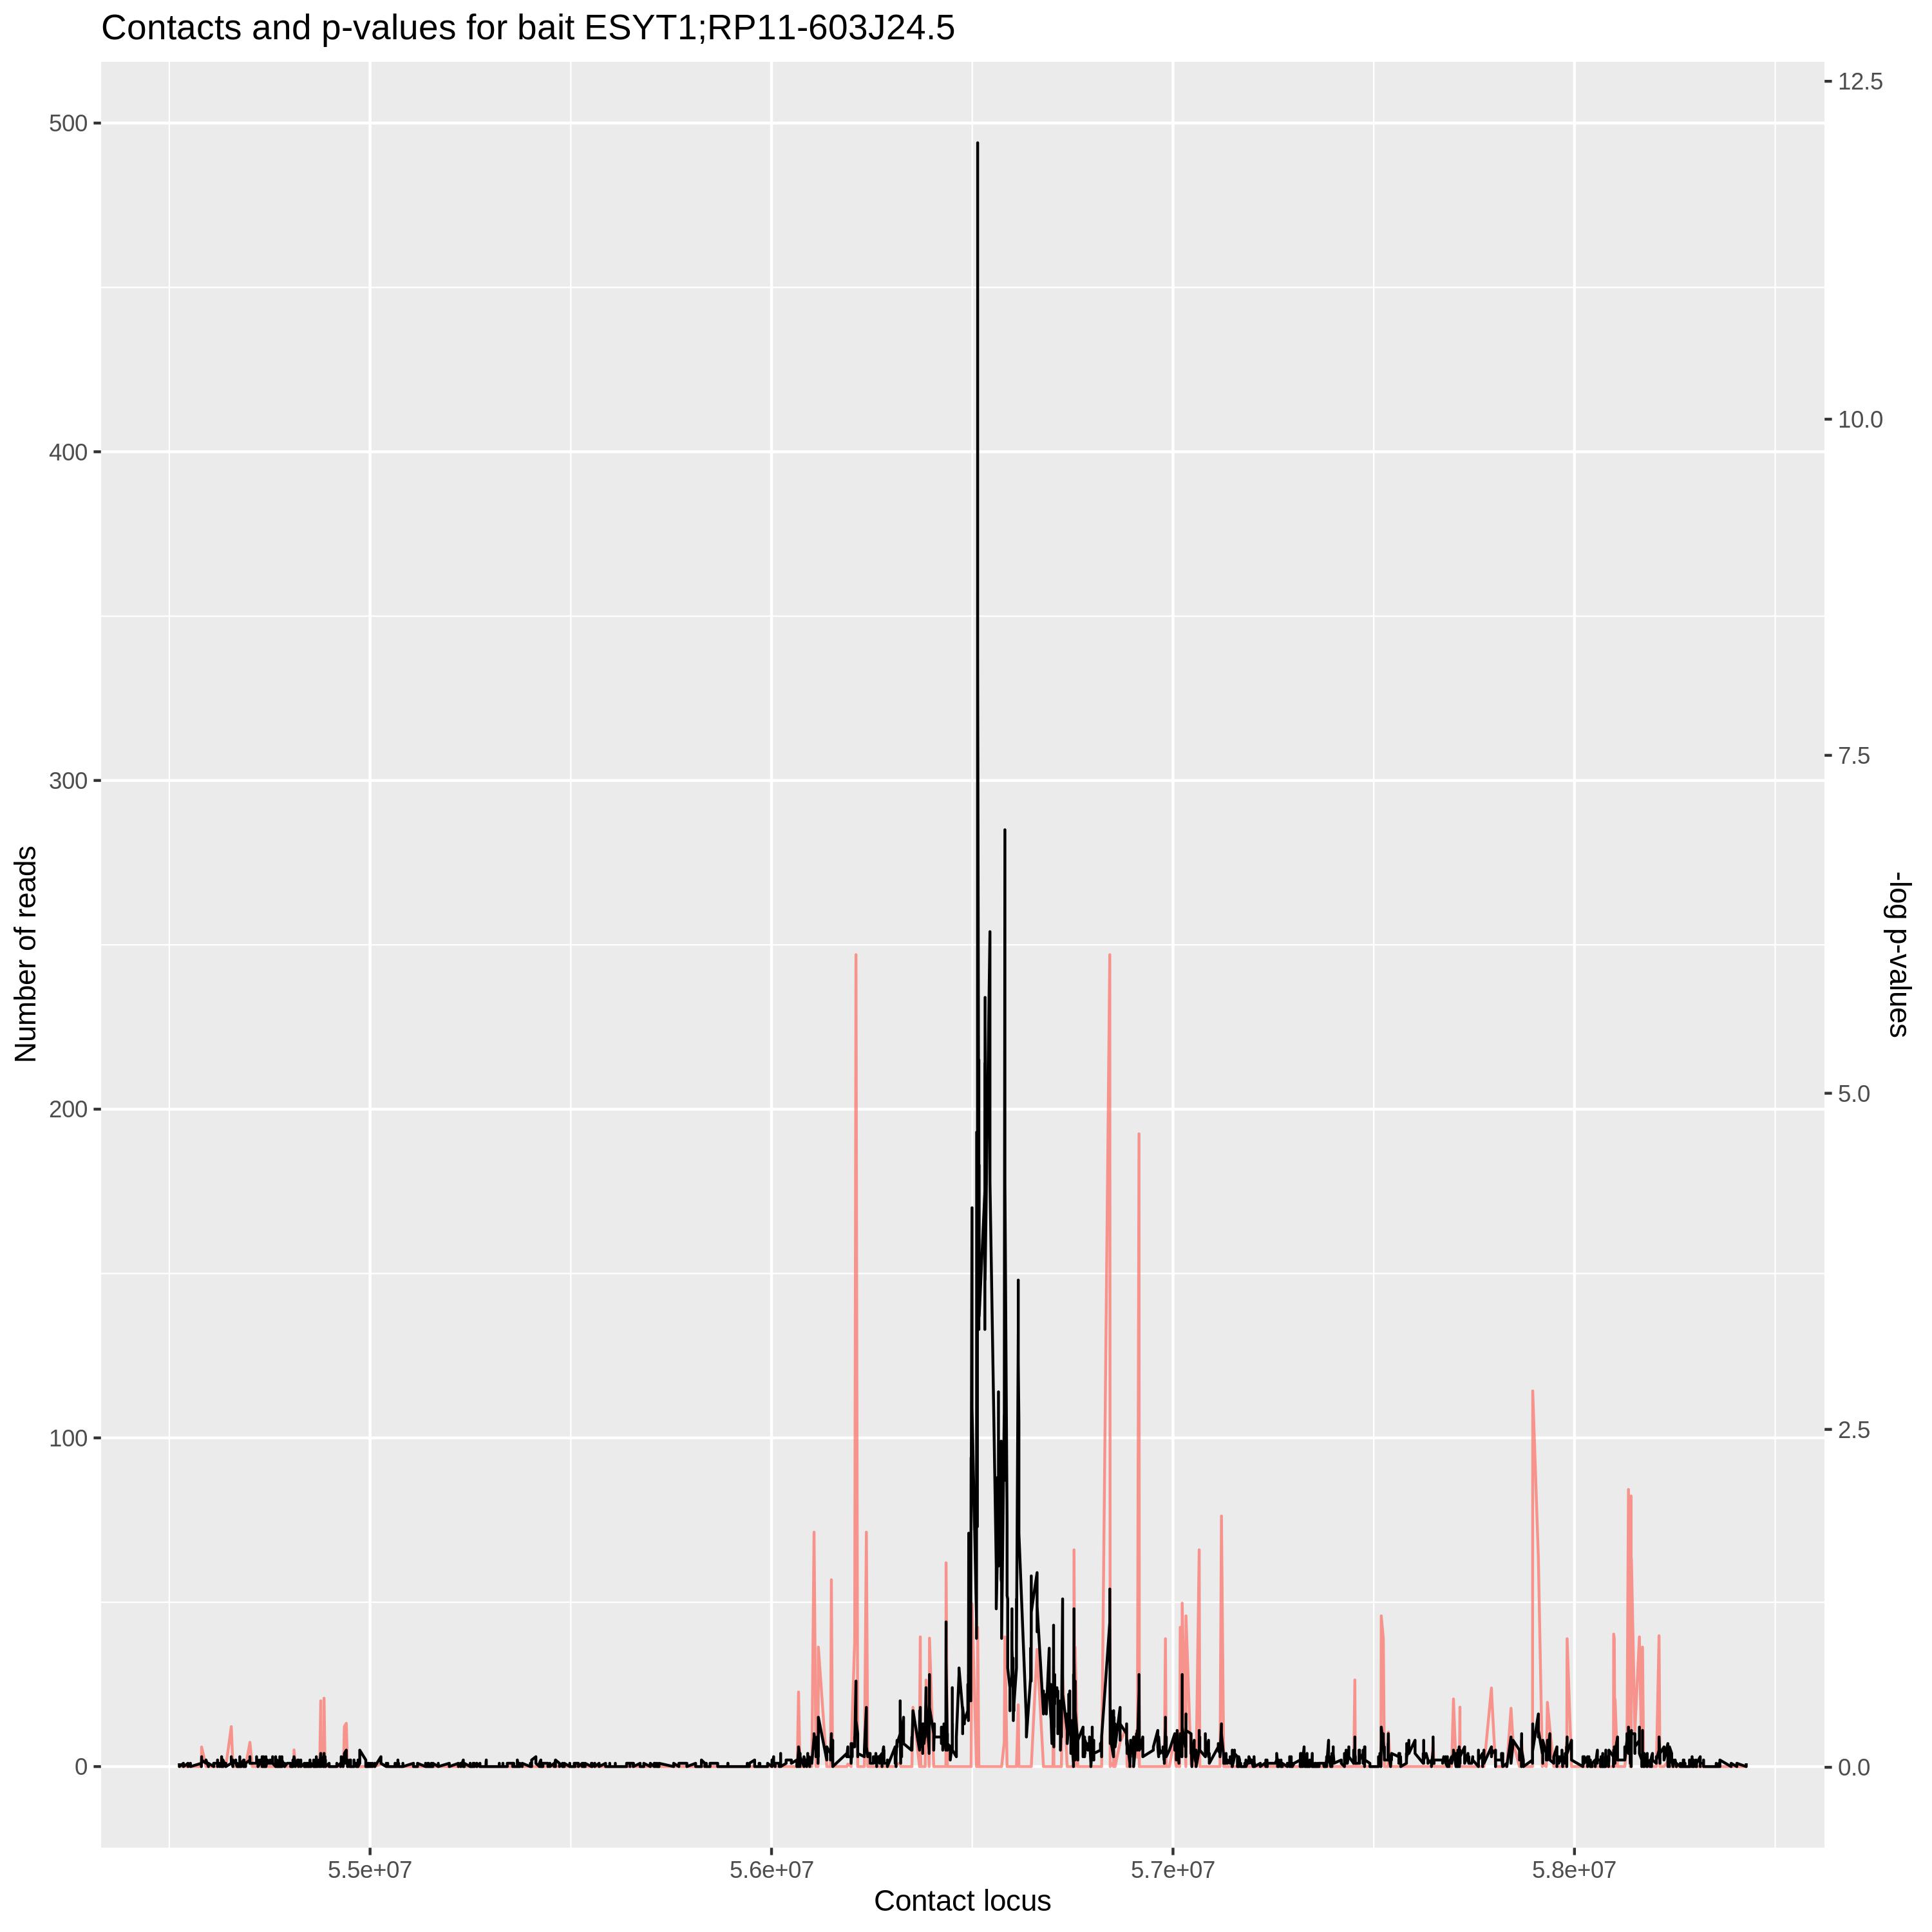 Contacts and p-values for bait ESYT1;RP11-603J24.5
500
400
300
200
100
0
Number of reads
12.5
10.0
7.5
5.0
2.5
0.0
-log p-values
5.5e+07
5.6e+07
5.7e+07
5.8e+07
Contact locus